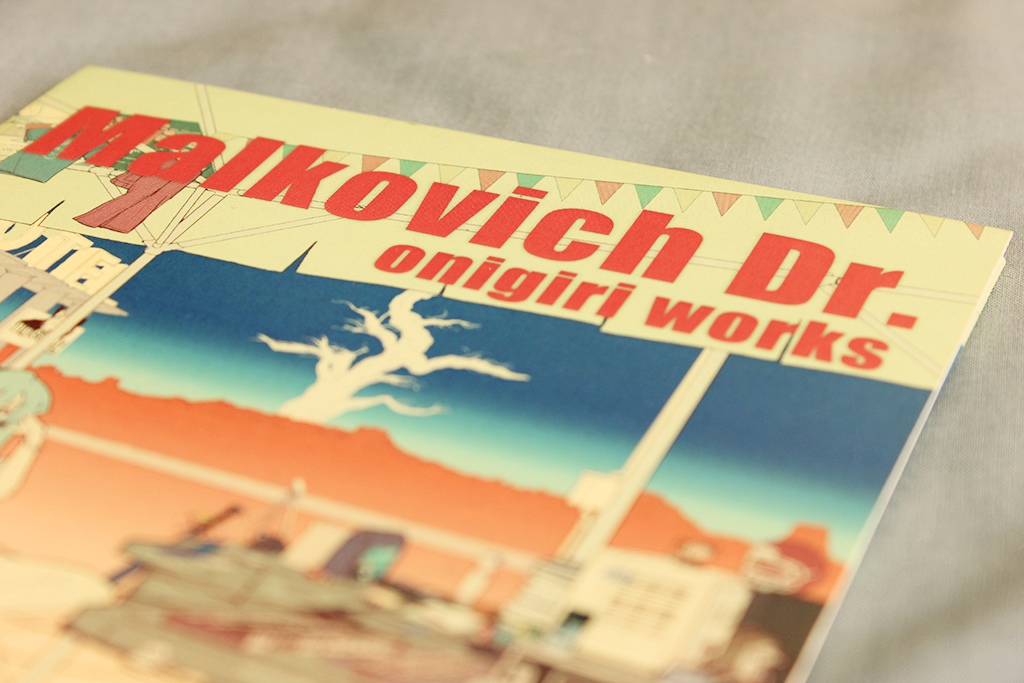 Malkovich Dr.
onigiri works